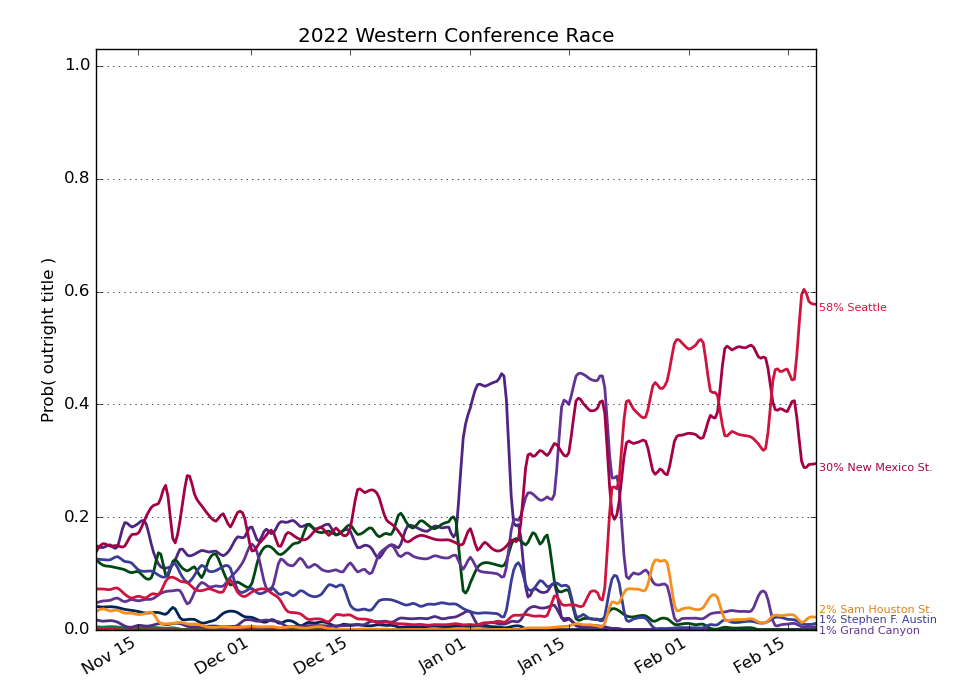 2022 Western Conference Race
Prob( outright title )
1.0
0.8
0.6
0.4
0.2
0.0
Nov 15
Dec 01
Dec 15
Jan 01
Jan 15
Feb 01
Feb 15
58% Seattle
30% New Mexico St.
2% Sam Houston St.
1% Stephen F. Austin
1% Grand Canyon